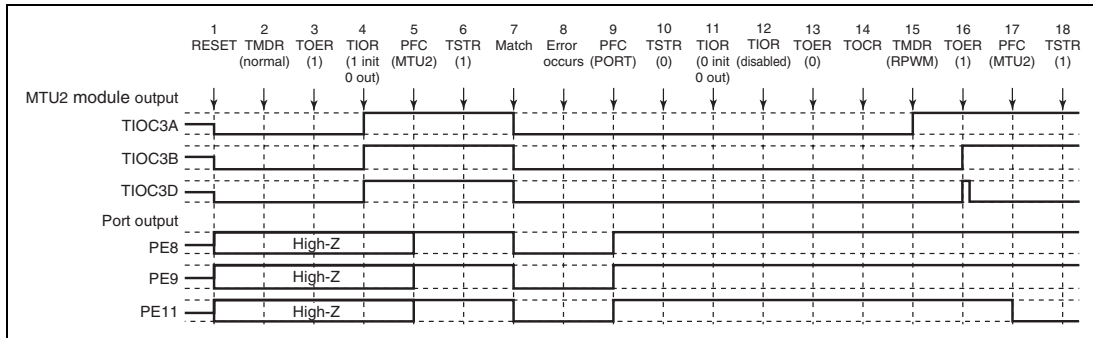 1 2 3 4 5 6 7 8 9 10 11 12 13 14 15 16 17 18
RESET TMDR TOER TIOR PFC TSTR Match Error PFC TSTR TIOR TIOR TOER TOCR TMDR TOER PFC TSTR
(normal) (1) (1 init (MTU2) (1) occurs (PORT) (0) (0 init (disabled) (0) (RPWM) (1) (MTU2) (1)
0 out) 0 out)
MTU2 module output
TIOC3A
TIOC3B
TIOC3D
Port output
PE8 High-Z
PE9 High-Z
PE11 High-Z